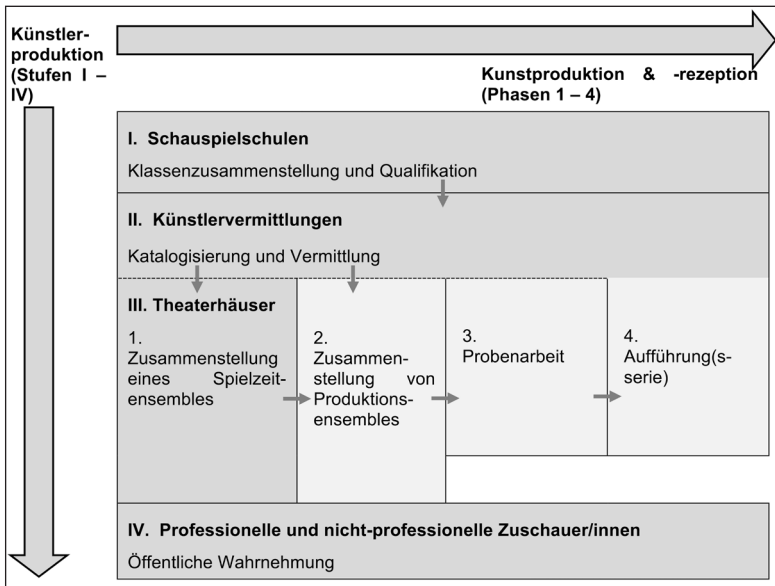 Künstler-
produktion
(Stufen I –
IV)
Kunstproduktion & -rezeption
(Phasen 1 – 4)
I. Schauspielschulen
Klassenzusammenstellung und Qualifikation
II. Künstlervermittlungen
Katalogisierung und Vermittlung
III. Theaterhäuser
1.
Zusammenstellung
eines Spielzeit-
ensembles
2.
Zusammen-
stellung von
Produktions-
ensembles
3.
Probenarbeit
4.
Aufführung(s-
serie)
IV. Professionelle und nicht-professionelle Zuschauer/innen
Öffentliche Wahrnehmung